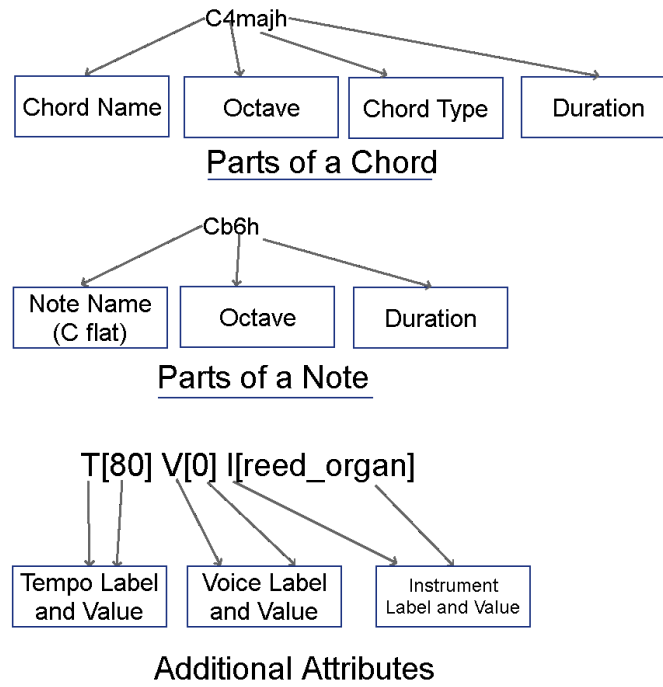 C4majh
Chord Name
Octave
Chord Type
Duration
Parts of a Chord
Cb6h
Note Name
(C flat)
Octave
Duration
Parts of a Note
T[80] V[0] I[reed_organ]
Tempo Label
and Value
Voice Label
and Value
Instrument
Label and Value
Additional Attributes